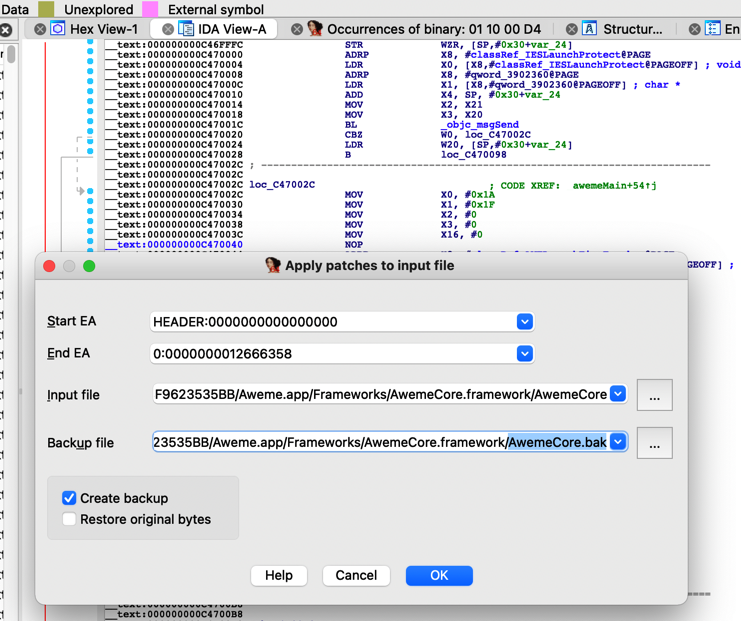 Data Unexplored External symbol
Hex View-1 IDA View-A Occurrences of binary: 01 10 00 D4 Structur... En
__text:000000000C46FFFC STR WZR, [SP,#0x30+var_24]
__text:000000000C470000 ADRP X8, #classRef_IESLaunchProtect@PAGE
__text:000000000C470004 LDR X0, [X8,#classRef_IESLaunchProtect@PAGEOFF] ; void
__text:000000000C470008 ADRP X8, #qword_3902360@PAGE
__text:000000000C47000C LDR X1, [X8,#qword_3902360@PAGEOFF] ; char *
__text:000000000C470010 ADD X4, SP, #0x30+var_24
__text:000000000C470014 MOV X2, X21
__text:000000000C470018 MOV X3, X20
__text:000000000C47001C BL _objc_msgSend
__text:000000000C470020 CBZ W0, loc_C47002C
__text:000000000C470024 LDR W20, [SP,#0x30+var_24]
__text:000000000C470028 B loc_C470098
__text:000000000C47002C ; ---------------------------------------------------------------------------
__text:000000000C47002C
__text:000000000C47002C loc_C47002C ; CODE XREF: awemeMain+54↑j
__text:000000000C47002C MOV X0, #0x1A
__text:000000000C470030 MOV X1, #0x1F
__text:000000000C470034 MOV X2, #0
__text:000000000C470038 MOV X3, #0
__text:000000000C47003C MOV X16, #0
__text:000000000C470040 NOP
GEOFF] ;
Apply patches to input file
Start EA HEADER:0000000000000000
End EA 0:0000000012666358
Input file F9623535BB/Aweme.app/Frameworks/AwemeCore.framework/AwemeCore ...
Backup file 23535BB/Aweme.app/Frameworks/AwemeCore.framework/AwemeCore.bak ...
Create backup
Restore original bytes
Help Cancel OK
__text:000000000C4700B8